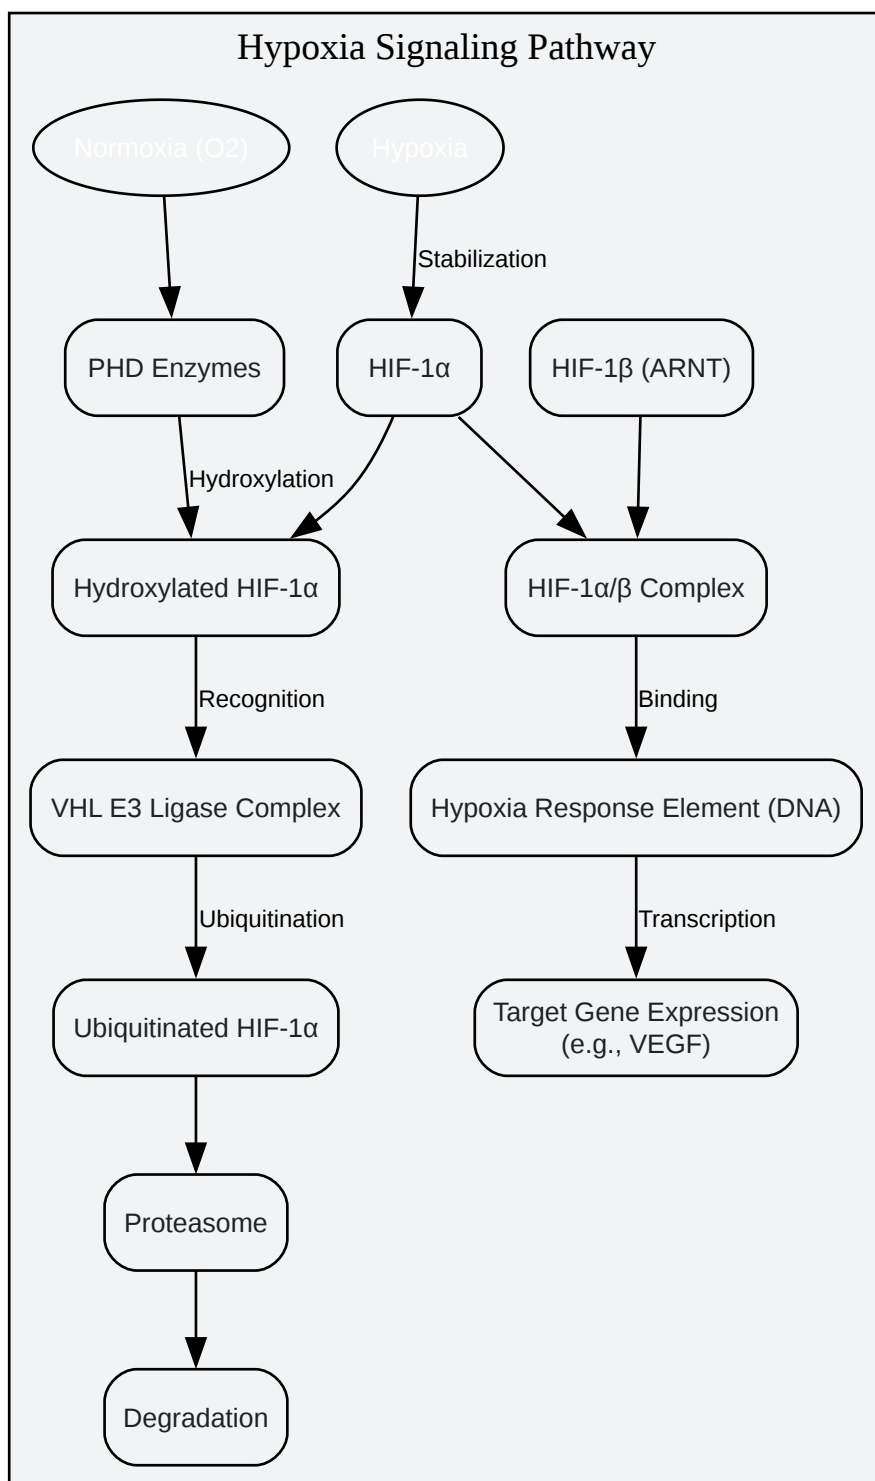 Hypoxia Signaling Pathway
Normoxia (O2)
Hypoxia
Stabilization
PHD Enzymes
HIF-1α
HIF-1β (ARNT)
Hydroxylation
Hydroxylated HIF-1α
HIF-1α/β Complex
Recognition
Binding
VHL E3 Ligase Complex
Hypoxia Response Element (DNA)
Ubiquitination
Transcription
Ubiquitinated HIF-1α
Target Gene Expression
(e.g., VEGF)
Proteasome
Degradation